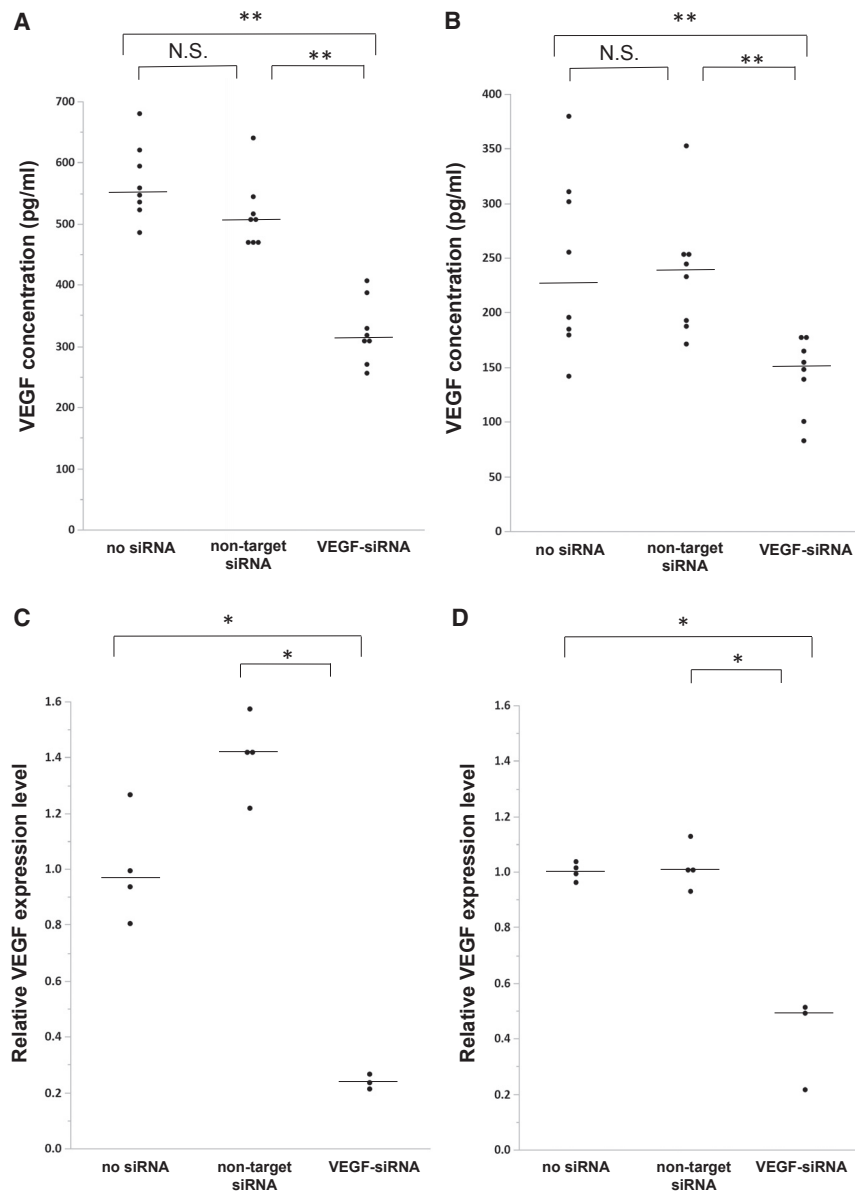 A
**
N.S.
**
VEGF concentration (pg/ml)
700
600
500
400
300
200
100
0
no siRNA
non-target
siRNA
VEGF-siRNA
B
**
N.S.
**
VEGF concentration (pg/ml)
400
350
300
250
200
150
100
50
0
no siRNA
non-target
siRNA
VEGF-siRNA
C
*
*
Relative VEGF expression level
1.6
1.4
1.2
1.0
0.8
0.6
0.4
0.2
0.0
no siRNA
non-target
siRNA
VEGF-siRNA
D
*
*
Relative VEGF expression level
1.6
1.4
1.2
1.0
0.8
0.6
0.4
0.2
0.0
no siRNA
non-target
siRNA
VEGF-siRNA